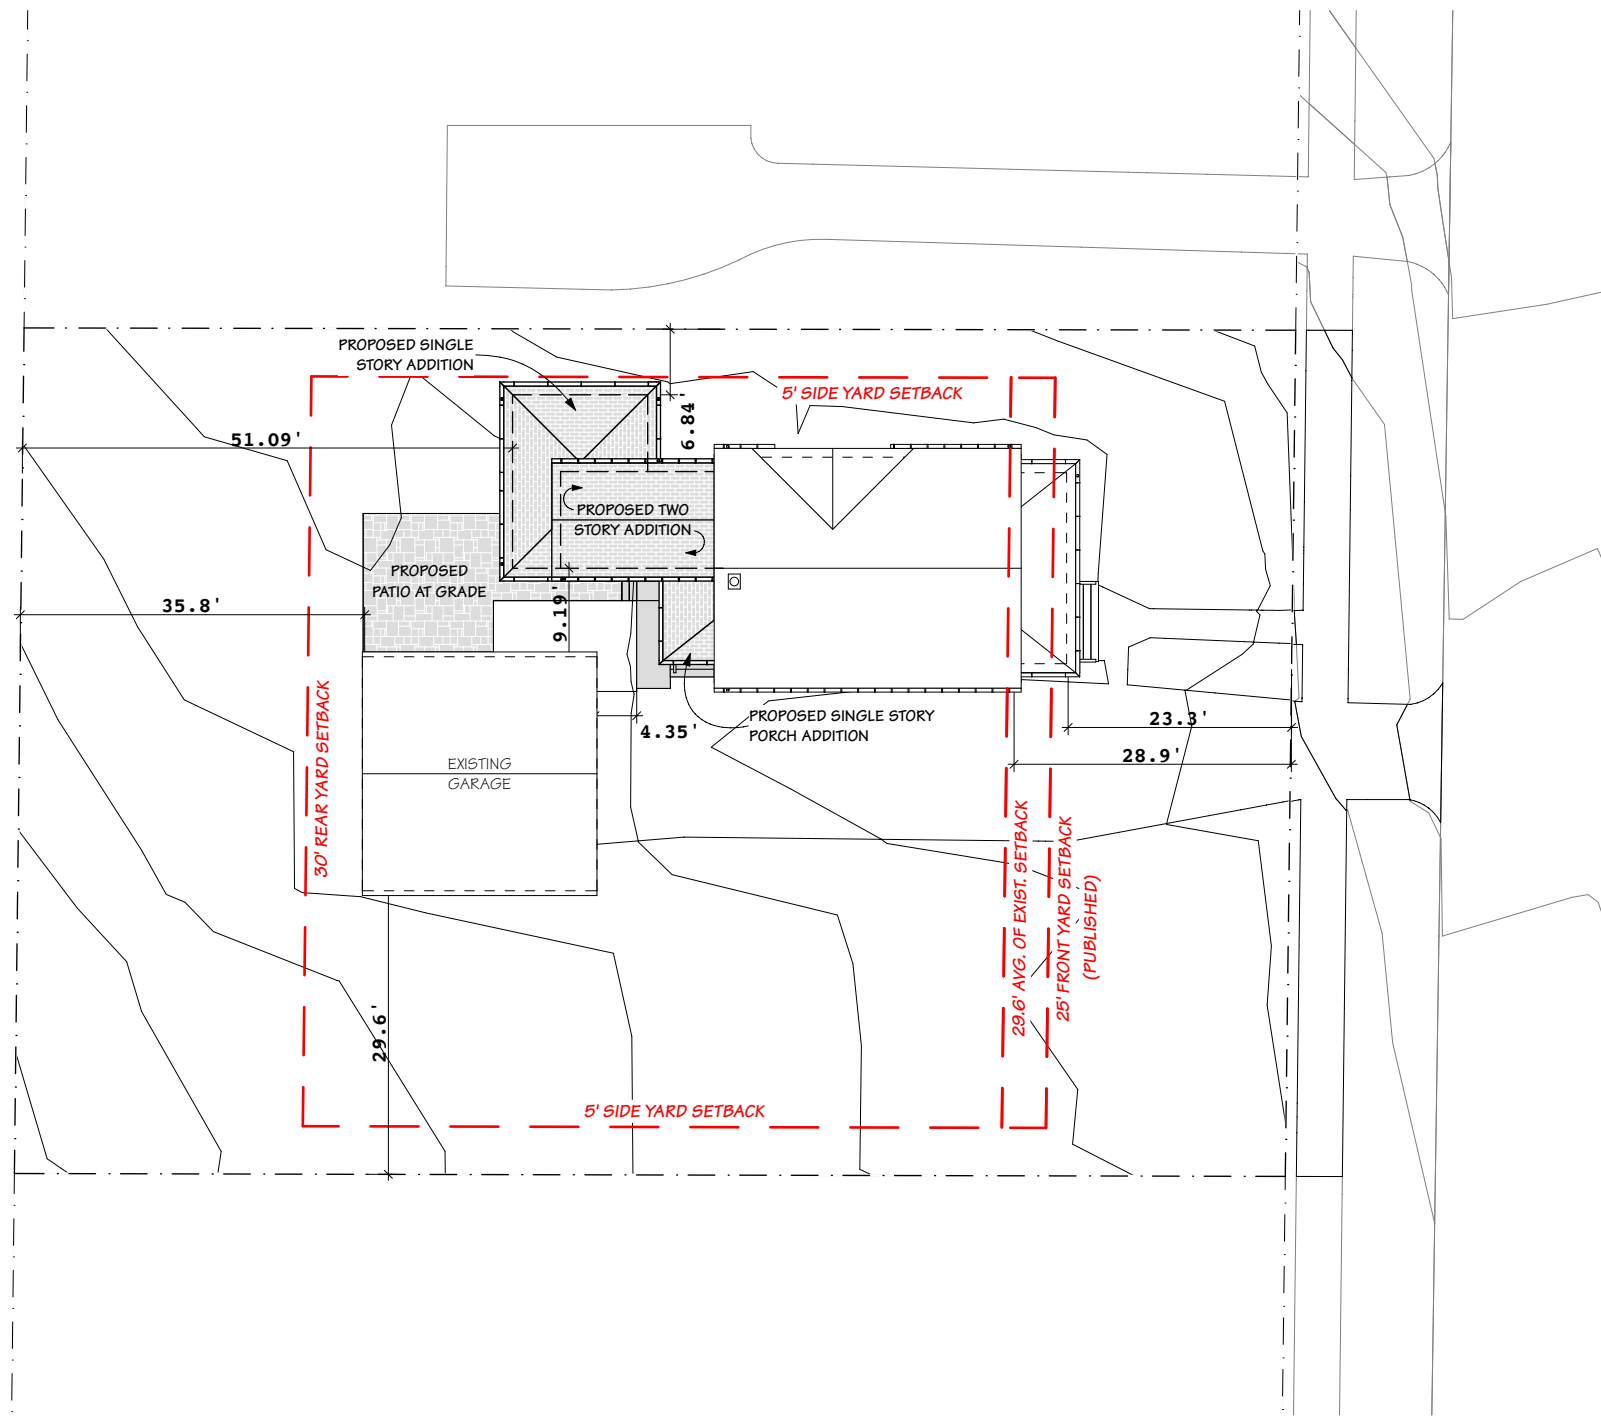 PROPOSED SINGLE
STORY ADDITION
5' SIDE YARD SETBACK
6.84'
51.09'
PROPOSED TWO
STORY ADDITION
PROPOSED
PATIO AT GRADE
35.8'
9.19'
30' REAR YARD SETBACK
4.35'
PROPOSED SINGLE STORY
PORCH ADDITION
23.3'
28.9'
EXISTING
GARAGE
29.6' AVG. OF EXIST. SETBACK
25' FRONT YARD SETBACK
(PUBLISHED)
29.6'
5' SIDE YARD SETBACK